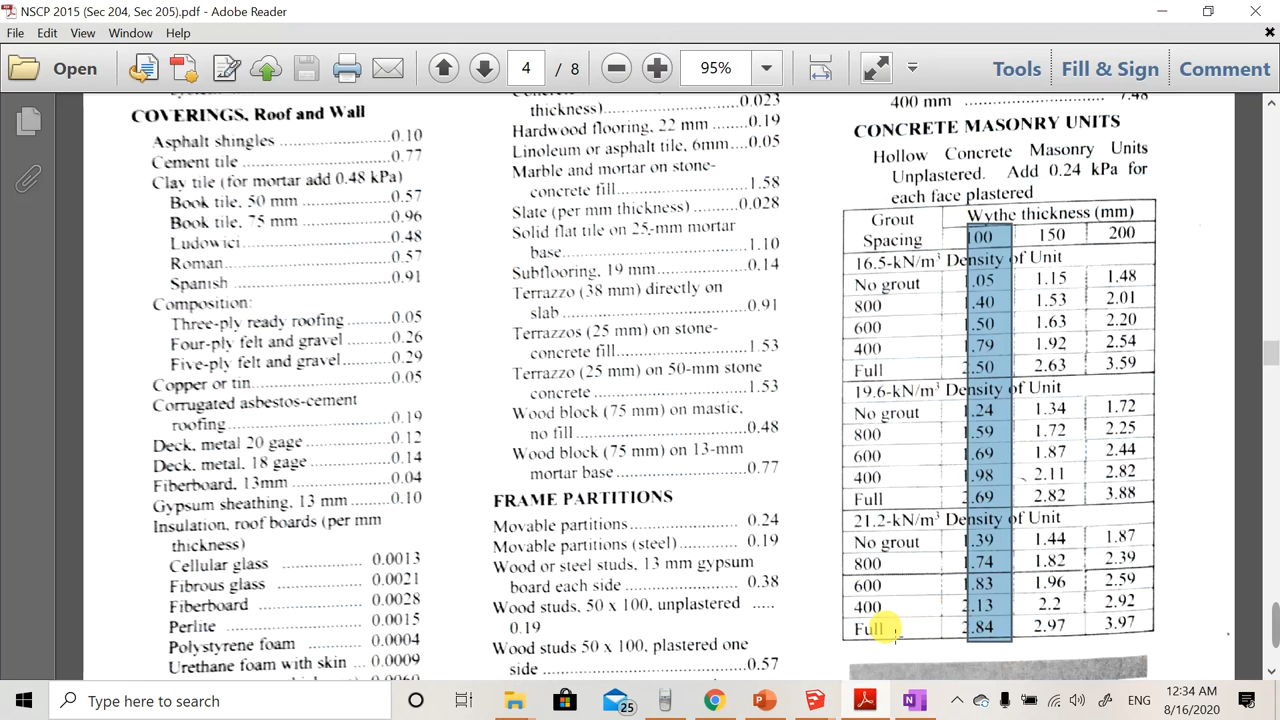 NSCP 2015 (Sec 204, Sec 205).pdf - Adobe Reader
File Edit View Window Help
Open
4 / 8
95%
Tools Fill & Sign Comment
COVERINGS, Roof and Wall
Asphalt shingles ......0.10
Cement tile ......0.77
Clay tile (for mortar add 0.48 kPa)
Book tile, 50 mm ......0.57
Book tile, 75 mm ......0.96
Ludowici ......0.48
Roman ......0.57
Spanish ......0.91
Composition:
Three-ply ready roofing ......0.05
Four-ply felt and gravel ......0.26
Five-ply felt and gravel ......0.29
Copper or tin ......0.05
Corrugated asbestos-cement
roofing ......0.19
Deck, metal 20 gage ......0.12
Deck, metal, 18 gage ......0.14
Fiberboard, 13mm ......0.04
Gypsum sheathing, 13 mm ......0.10
Insulation, roof boards (per mm
thickness)
Cellular glass ......0.0013
Fibrous glass ......0.0021
Fiberboard ......0.0028
Perlite ......0.0015
Polystyrene foam ......0.0004
Urethane foam with skin ...0.0009
thickness) ......0.023
Hardwood flooring, 22 mm ...0.19
Linoleum or asphalt tile, 6mm....0.05
Marble and mortar on stone-
concrete fill ......1.58
Slate (per mm thickness) ......0.028
Solid flat tile on 25-mm mortar
base ......1.10
Subflooring, 19 mm ......0.14
Terrazzo (38 mm) directly on
slab ......0.91
Terrazzos (25 mm) on stone-
concrete fill ......1.53
Terrazzo (25 mm) on 50-mm stone
concrete ......1.53
Wood block (75 mm) on mastic,
no fill ......0.48
Wood block (75 mm) on 13-mm
mortar base ......0.77
FRAME PARTITIONS
Movable partitions ......0.24
Movable partitions (steel) ......0.19
Wood or steel studs, 13 mm gypsum
board each side ......0.38
Wood studs, 50 x 100, unplastered .....
0.19
Wood studs 50 x 100, plastered one
side ......0.57
400 mm ...... 7.48
CONCRETE MASONRY UNITS
Hollow Concrete Masonry Units
Unplastered. Add 0.24 kPa for
each face plastered
Grout Spacing Wythe thickness (mm)
100 150 200
16.5-kN/m³ Density of Unit
No grout 1.05 1.15 1.48
800 1.40 1.53 2.01
600 1.50 1.63 2.20
400 1.79 1.92 2.54
Full 2.50 2.63 3.59
19.6-kN/m³ Density of Unit
No grout 1.24 1.34 1.72
800 1.59 1.72 2.25
600 1.69 1.87 2.44
400 1.98 2.11 2.82
Full 2.69 2.82 3.88
21.2-kN/m³ Density of Unit
No grout 1.39 1.44 1.87
800 1.74 1.82 2.39
600 1.83 1.96 2.59
400 2.13 2.2 2.92
Full 2.84 2.97 3.97
Type here to search
25
ENG
12:34 AM
8/16/2020